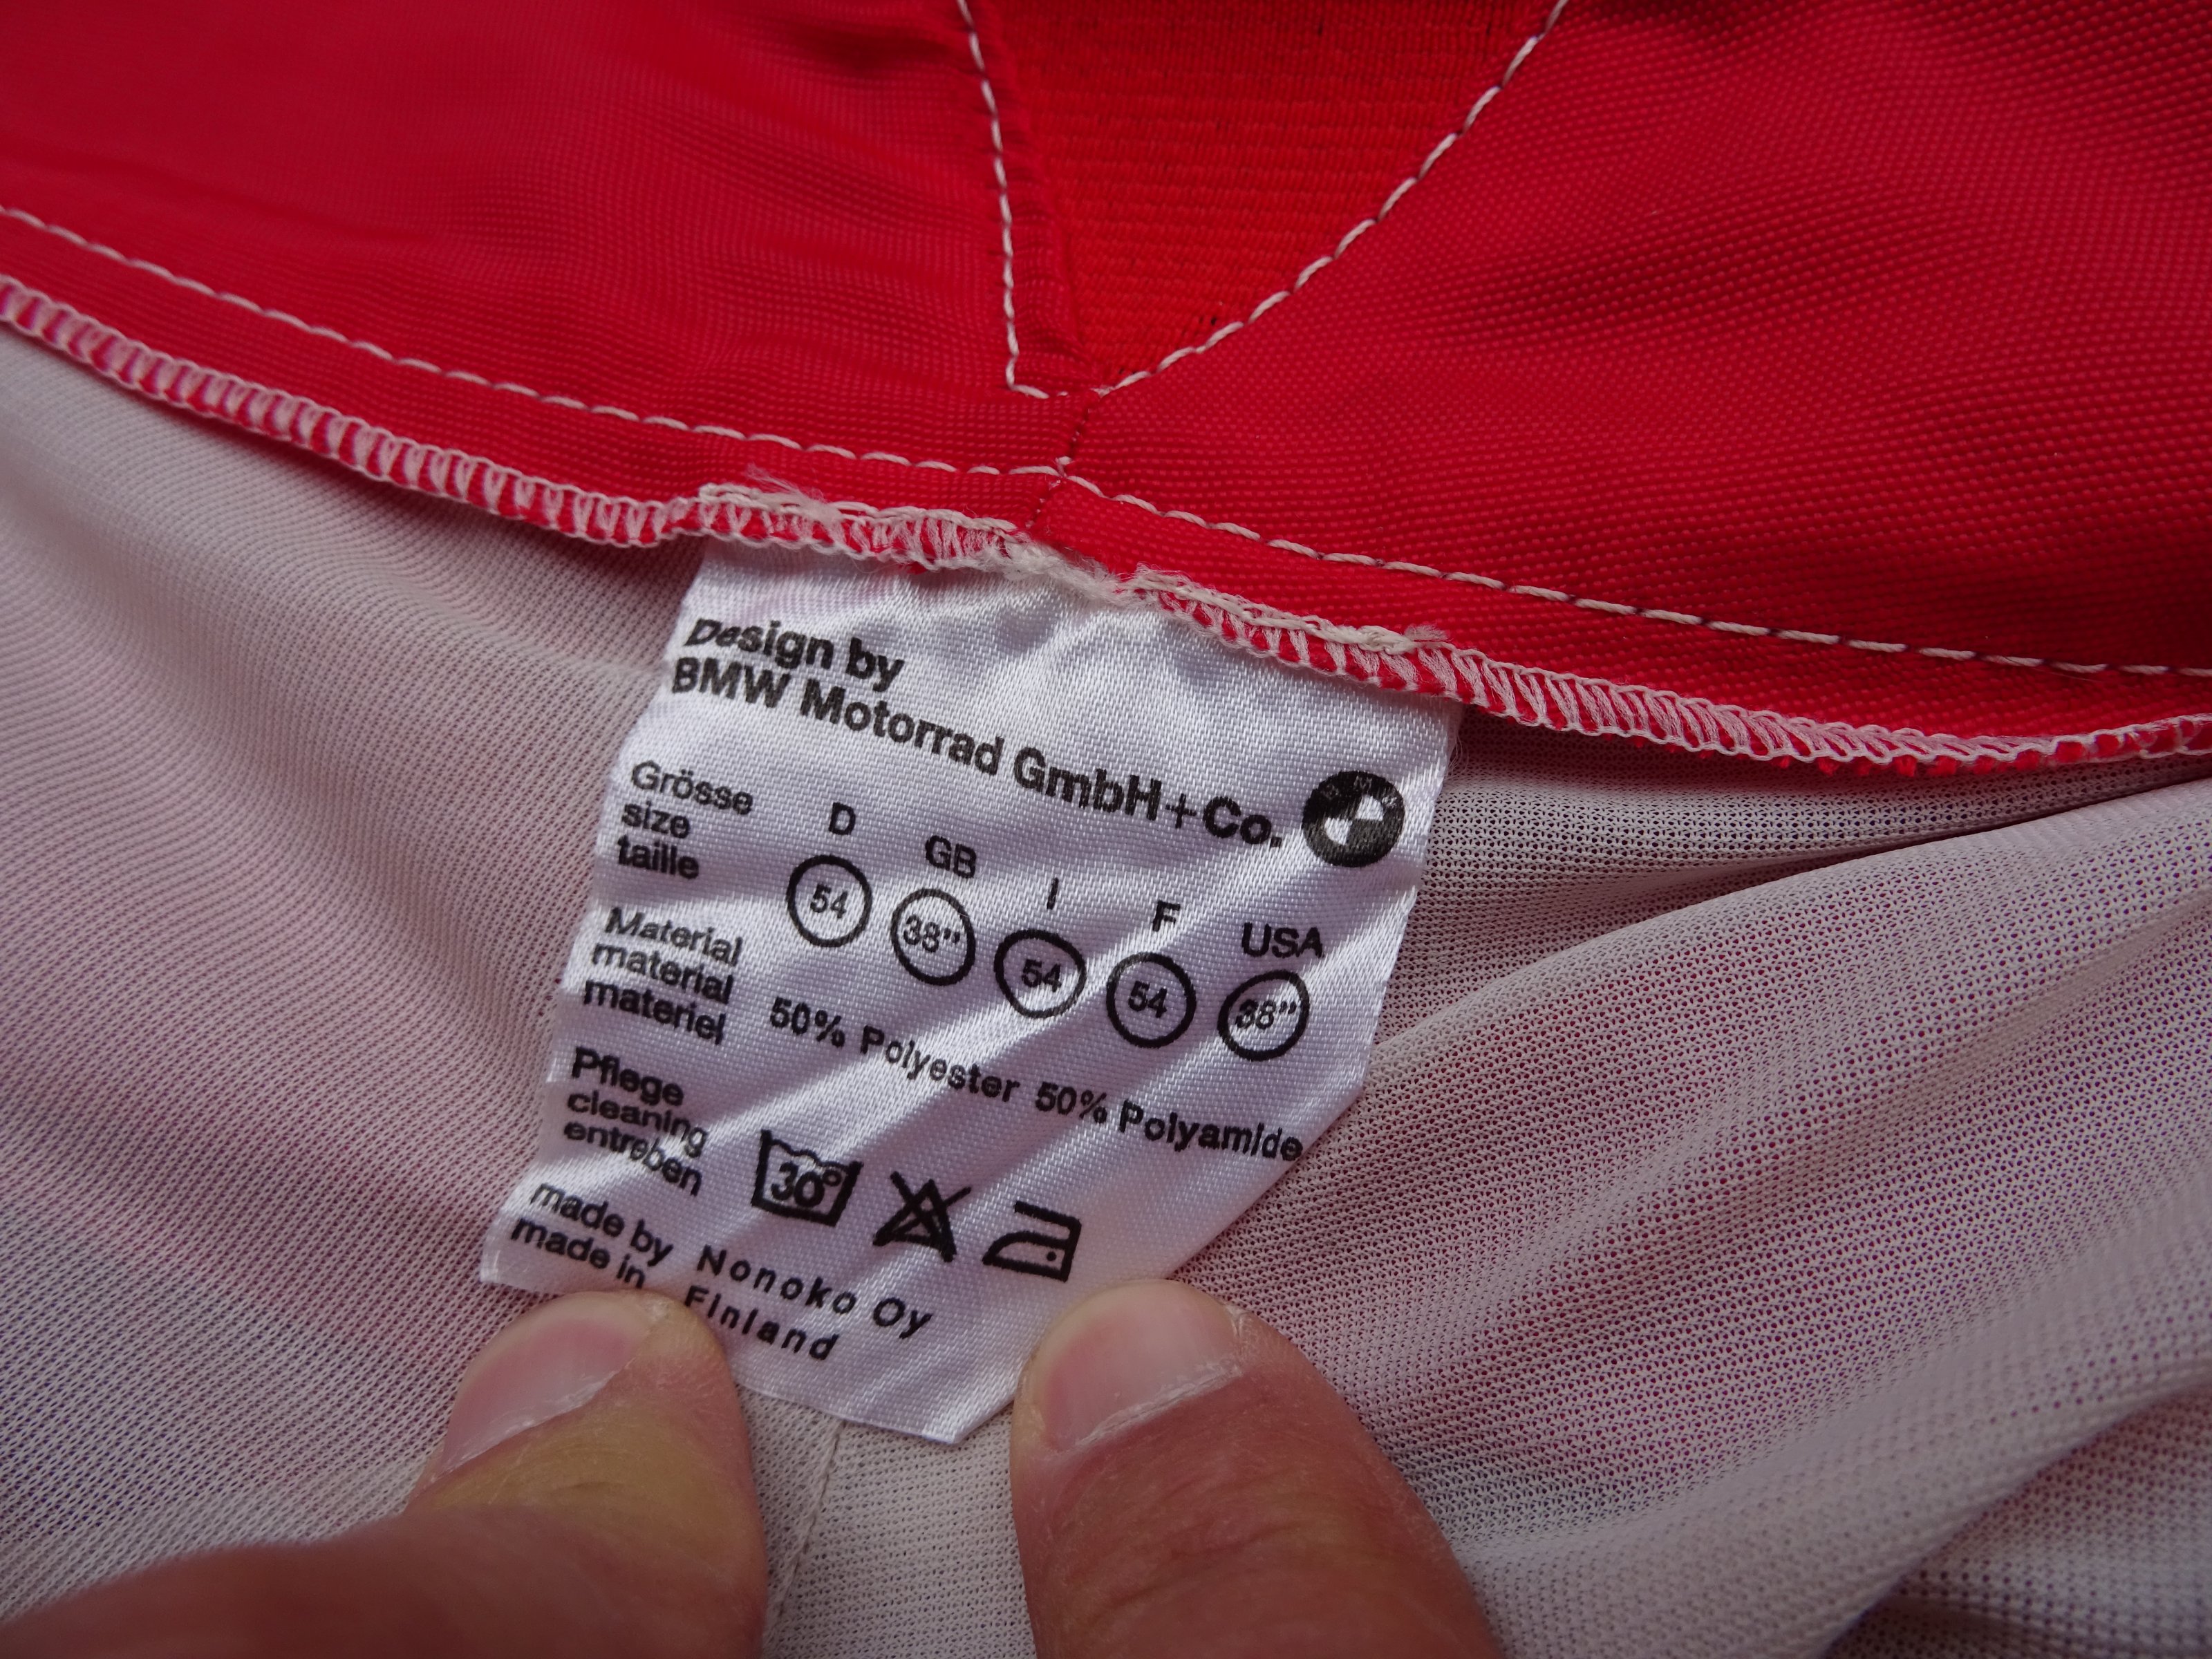 Design by
BMW Motorrad GmbH+Co.
Grösse
size
taille
D GB I F USA
54 38" 54 54 38"
Material
material
materiel
50% Polyester 50% Polyamide
Pflege
cleaning
entreben
30°
made by Nonoko Oy
made in Finland